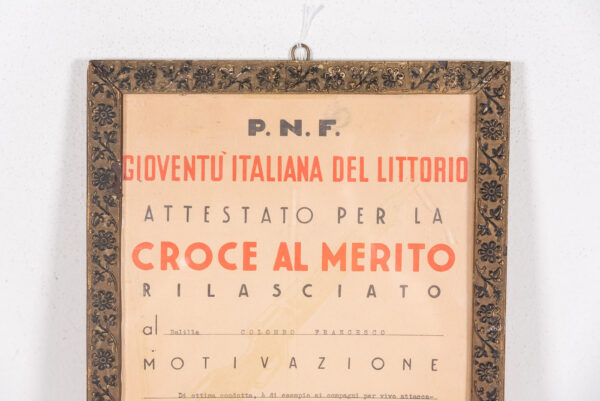 P.N.F.
GIOVENTU' ITALIANA DEL LITTORIO
ATTESTATO PER LA
CROCE AL MERITO
RILASCIATO
al Balilla COLOMBO FRANCESCO
MOTIVAZIONE
Di ottima condotta, è di esempio ai compagni per vivo attacca-